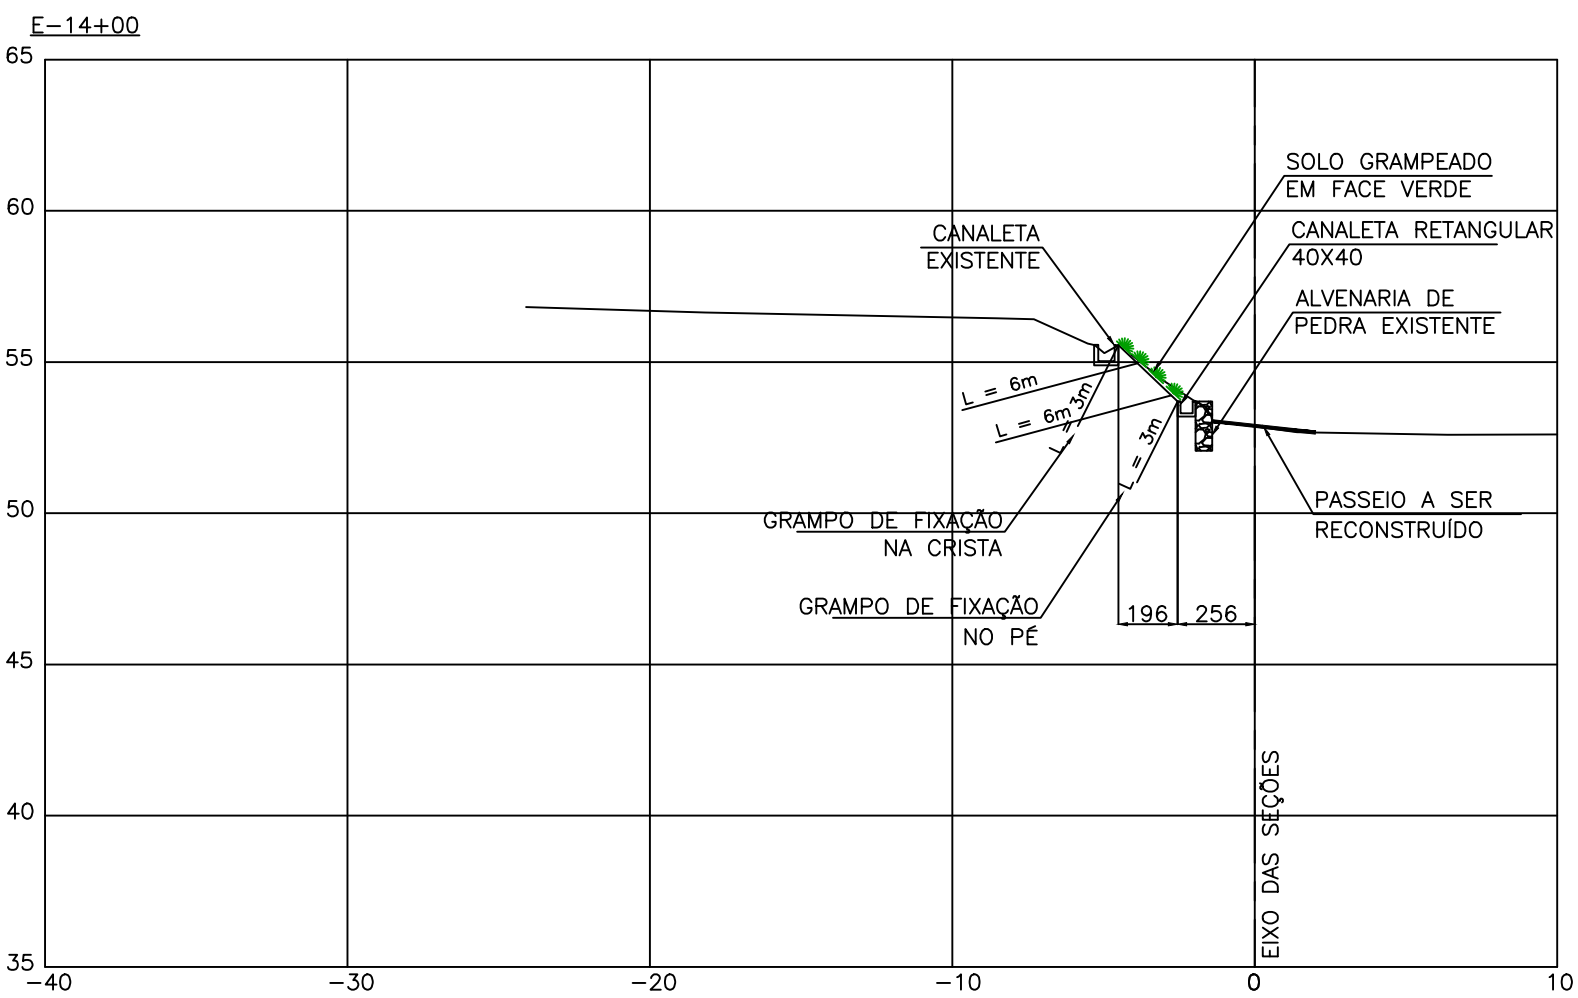 E-14+00
65
SOLO GRAMPEADO
EM FACE VERDE
60
CANALETA
EXISTENTE
CANALETA RETANGULAR
40X40
ALVENARIA DE
PEDRA EXISTENTE
55
L = 6m
L = 3m
L = 6m
L = 3m
50
GRAMPO DE FIXAÇÃO
NA CRISTA
PASSEIO A SER
RECONSTRUÍDO
GRAMPO DE FIXAÇÃO
NO PÉ
196
256
45
40
EIXO DAS SEÇÕES
35
-40
-30
-20
-10
0
10